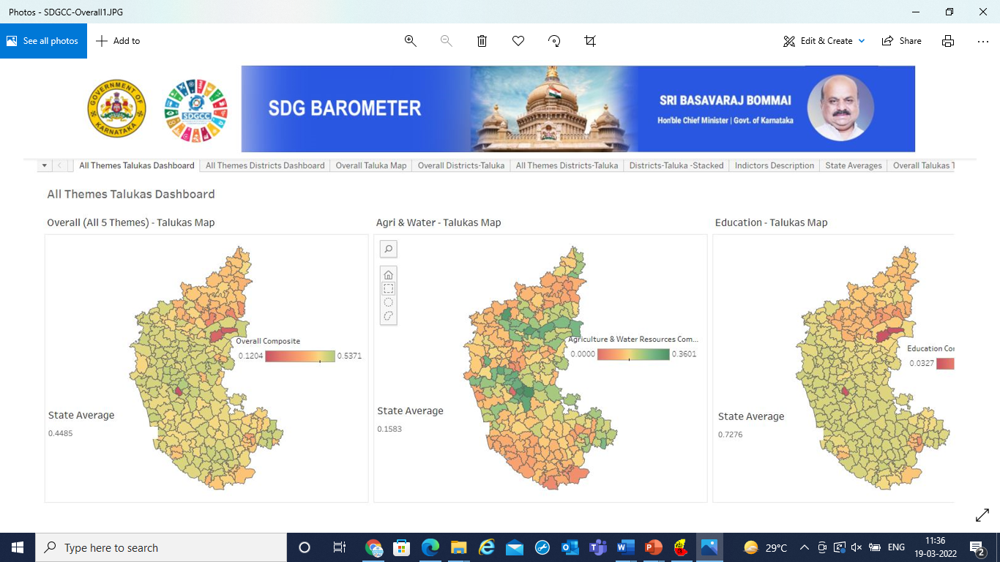 Photos - SDGCC-Overall1.JPG
See all photos
Add to
Edit & Create
Share
GOVERNMENT OF KARNATAKA
SDGCC
SDG BAROMETER
SRI BASAVARAJ BOMMAI
Hon'ble Chief Minister | Govt. of Karnataka
All Themes Talukas Dashboard
All Themes Districts Dashboard
Overall Taluka Map
Overall Districts-Taluka
All Themes Districts-Taluka
Districts-Taluka -Stacked
Indictors Description
State Averages
Overall Talukas T
All Themes Talukas Dashboard
Overall (All 5 Themes) - Talukas Map
Overall Composite
0.1204
0.5371
State Average
0.4485
Agri & Water - Talukas Map
Agriculture & Water Resources Com...
0.0000
0.3601
State Average
0.1583
Education - Talukas Map
Education Cor
0.0327
State Average
0.7276
Type here to search
29°C
ENG
11:36
19-03-2022
2